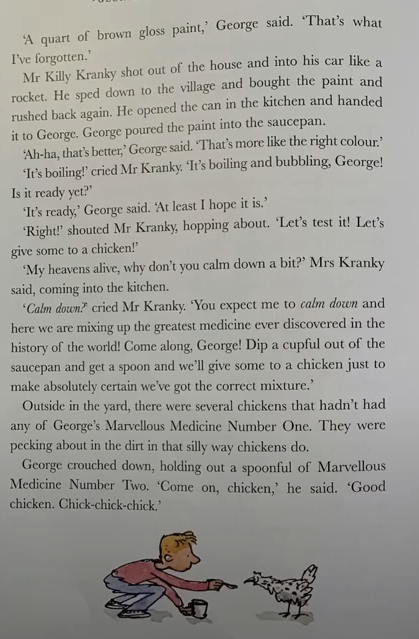 ‘A quart of brown gloss paint,’ George said. ‘That’s what
I’ve forgotten.’
Mr Killy Kranky shot out of the house and into his car like a
rocket. He sped down to the village and bought the paint and
rushed back again. He opened the can in the kitchen and handed
it to George. George poured the paint into the saucepan.
‘Ah-ha, that’s better,’ George said. ‘That’s more like the right colour.’
‘It’s boiling!’ cried Mr Kranky. ‘It’s boiling and bubbling, George!
Is it ready yet?’
‘It’s ready,’ George said. ‘At least I hope it is.’
‘Right!’ shouted Mr Kranky, hopping about. ‘Let’s test it! Let’s
give some to a chicken!’
‘My heavens alive, why don’t you calm down a bit?’ Mrs Kranky
said, coming into the kitchen.
‘Calm down?’ cried Mr Kranky. ‘You expect me to calm down and
here we are mixing up the greatest medicine ever discovered in the
history of the world! Come along, George! Dip a cupful out of the
saucepan and get a spoon and we’ll give some to a chicken just to
make absolutely certain we’ve got the correct mixture.’
Outside in the yard, there were several chickens that hadn’t had
any of George’s Marvellous Medicine Number One. They were
pecking about in the dirt in that silly way chickens do.
George crouched down, holding out a spoonful of Marvellous
Medicine Number Two. ‘Come on, chicken,’ he said. ‘Good
chicken. Chick-chick-chick.’